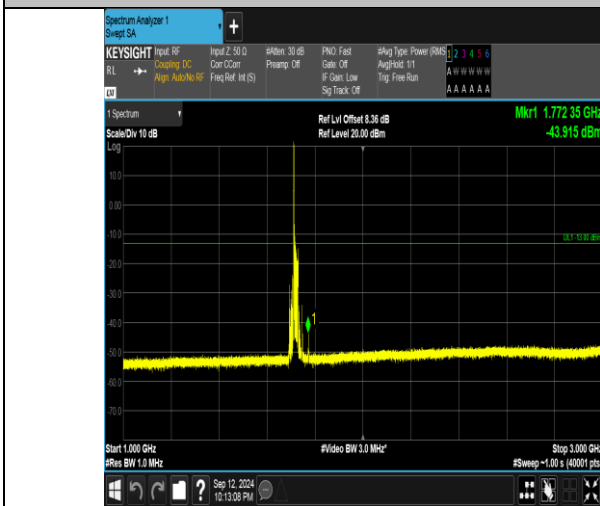 Spectrum Analyzer 1
Swept SA
+
KEYSIGHT Input: RF Input Z: 50 Ω #Atten: 30 dB PNO: Fast #Avg Type: Power (RMS 1 2 3 4 5 6
RL Coupling: DC Corr CCorr Preamp: Off Gate: Off Avg|Hold: 1/1 A W W W W W
Align: Auto/No RF Freq Ref: Int (S) IF Gain: Low Trig: Free Run
LXI Sig Track: Off A A A A A A
1 Spectrum Ref Lvl Offset 8.36 dB Mkr1 1.772 35 GHz
Scale/Div 10 dB Ref Level 20.00 dBm -43.915 dBm
Log
10.0
0.00
-10.0 DL1 -13.00 dBm
-20.0
-30.0
-40.0 1
-50.0
-60.0
-70.0
Start 1.000 GHz #Video BW 3.0 MHz* Stop 3.000 GHz
#Res BW 1.0 MHz #Sweep ~1.00 s (40001 pts
? Sep 12, 2024
10:13:08 PM